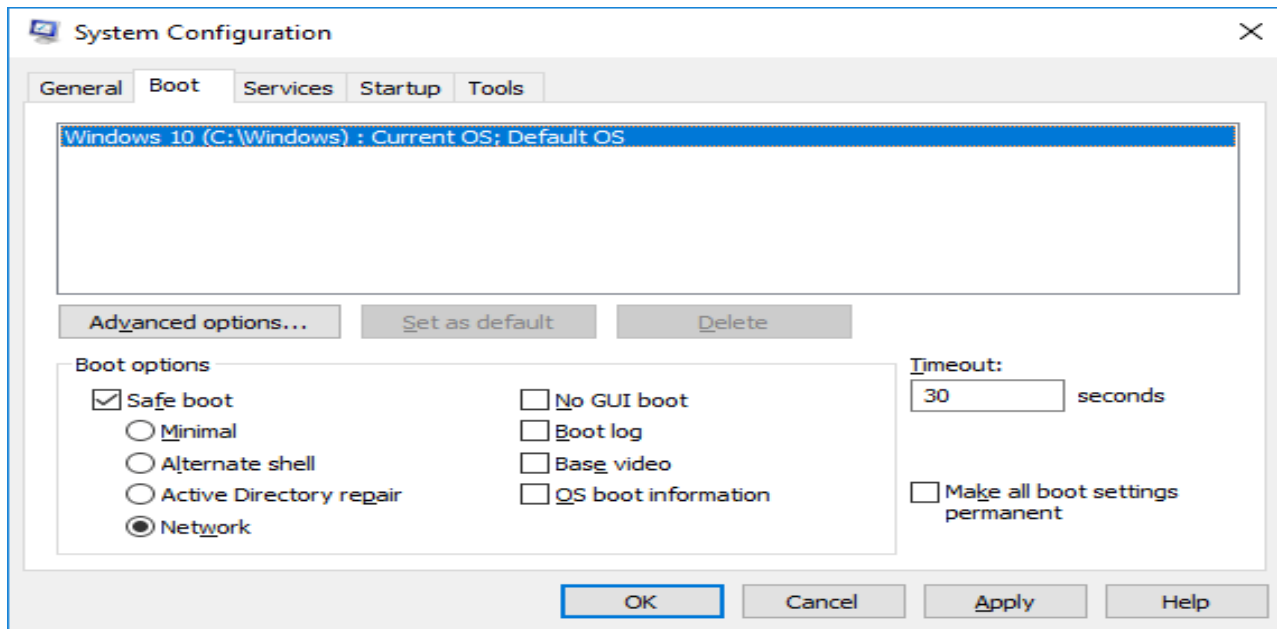 System Configuration
General Boot Services Startup Tools
Windows 10 (C:\Windows) : Current OS; Default OS
Advanced options... Set as default Delete
Boot options
Timeout:
Safe boot No GUI boot 30 seconds
Minimal Boot log
Alternate shell Base video
Active Directory repair OS boot information Make all boot settings
permanent
Network
OK Cancel Apply Help